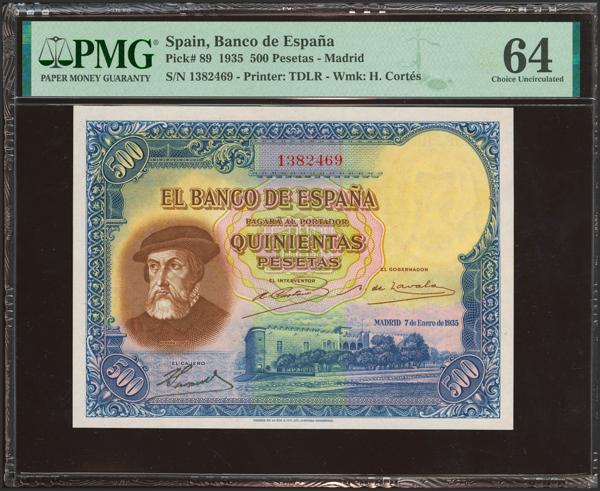 PMG
PAPER MONEY GUARANTY
Spain, Banco de España
Pick# 89 1935 500 Pesetas - Madrid
S/N 1382469 - Printer: TDLR - Wmk: H. Cortés
64
Choice Uncirculated
500
1382469
EL BANCO DE ESPAÑA
PAGARÁ AL PORTADOR
QUINIENTAS
PESETAS
EL INTERVENTOR
EL GOBERNADOR
MADRID 7 de Enero de 1935
EL CAJERO
500
500